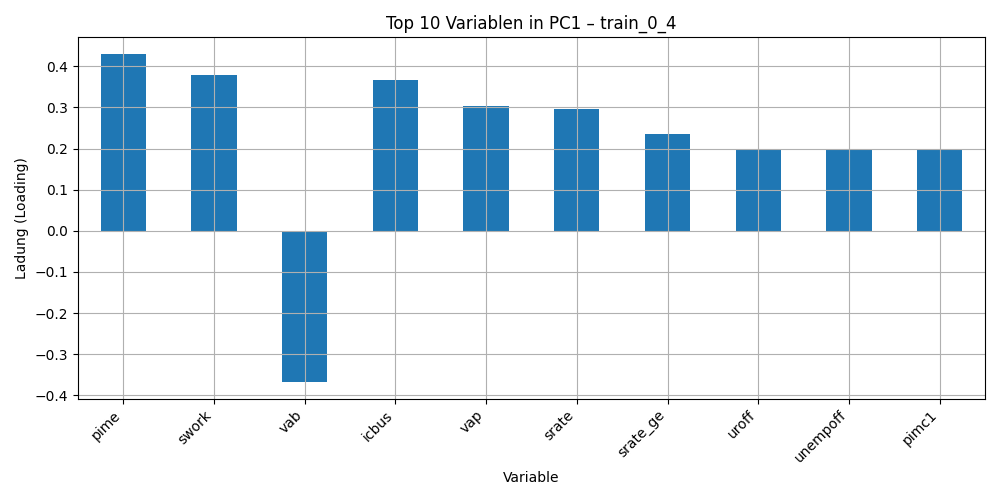 Top 10 Variablen in PC1 – train_0_4
Ladung (Loading)
0.4
0.3
0.2
0.1
0.0
−0.1
−0.2
−0.3
−0.4
pime
swork
vab
icbus
vap
srate
srate_ge
uroff
unempoff
pimc1
Variable